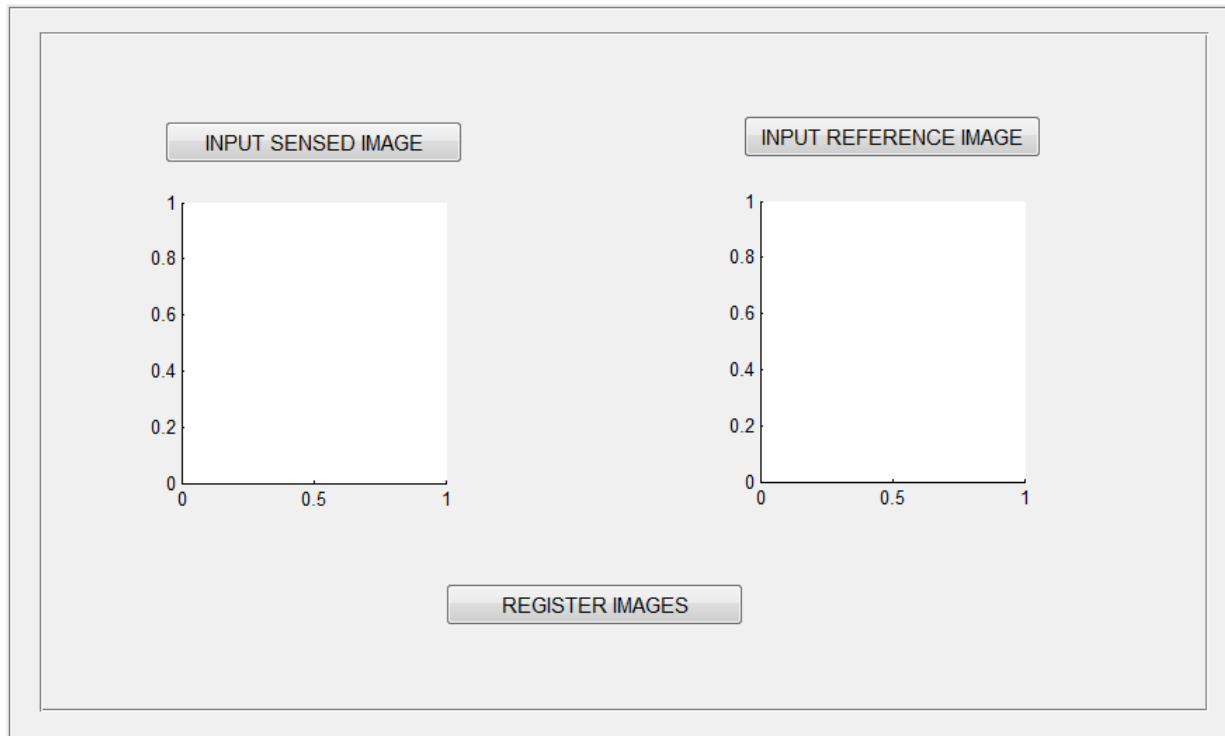 INPUT SENSED IMAGE
INPUT REFERENCE IMAGE
1
0.8
0.6
0.4
0.2
0
0 0.5 1
1
0.8
0.6
0.4
0.2
0
0 0.5 1
REGISTER IMAGES